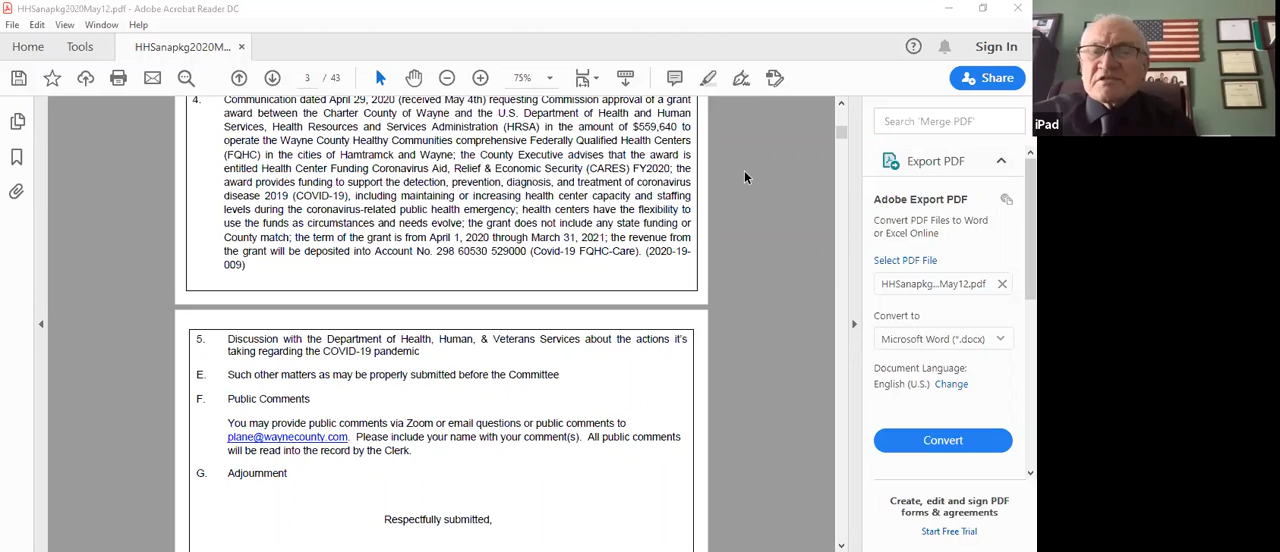 HHSanapkg2020May12.pdf - Adobe Acrobat Reader DC
File Edit View Window Help
Home Tools HHSanapkg2020M... × Sign In
3 / 43 75% Share
4. Communication dated April 29, 2020 (received May 4th) requesting Commission approval of a grant
award between the Charter County of Wayne and the U.S. Department of Health and Human
Services, Health Resources and Services Administration (HRSA) in the amount of $559,640 to
operate the Wayne County Healthy Communities comprehensive Federally Qualified Health Centers
(FQHC) in the cities of Hamtramck and Wayne; the County Executive advises that the award is
entitled Health Center Funding Coronavirus Aid, Relief & Economic Security (CARES) FY2020; the
award provides funding to support the detection, prevention, diagnosis, and treatment of coronavirus
disease 2019 (COVID-19), including maintaining or increasing health center capacity and staffing
levels during the coronavirus-related public health emergency; health centers have the flexibility to
use the funds as circumstances and needs evolve; the grant does not include any state funding or
County match; the term of the grant is from April 1, 2020 through March 31, 2021; the revenue from
the grant will be deposited into Account No. 298 60530 529000 (Covid-19 FQHC-Care). (2020-19-
009)
5. Discussion with the Department of Health, Human, & Veterans Services about the actions it's
taking regarding the COVID-19 pandemic
E. Such other matters as may be properly submitted before the Committee
F. Public Comments
You may provide public comments via Zoom or email questions or public comments to
plane@waynecounty.com. Please include your name with your comment(s). All public comments
will be read into the record by the Clerk.
G. Adjournment
Respectfully submitted,
iPad
Search 'Merge PDF'
Export PDF
Adobe Export PDF
Convert PDF Files to Word
or Excel Online
Select PDF File
HHSanapkg...May12.pdf
Convert to
Microsoft Word (*.docx)
Document Language:
English (U.S.) Change
Convert
Create, edit and sign PDF
forms & agreements
Start Free Trial